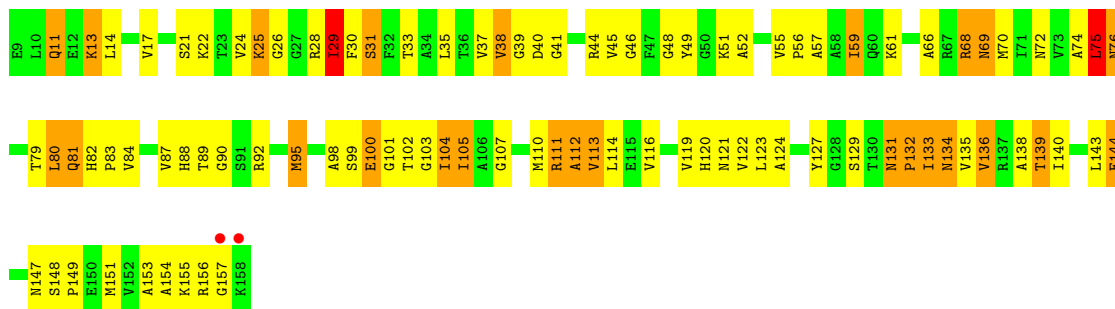 E9 L10 Q11 E12 K13 L14 V17 S21 K22 T23 V24 K25 G26 G27 R28 I29 F30 S31 F32 T33 A34 L35 T36 V37 V38 G39 D40 G41 R44 V45 G46 F47 G48 Y49 G50 K51 A52 V55 P56 A57 A58 I59 Q60 K61 A66 R67 R68 N69 M70 I71 N72 V73 A74 L75 N76
T79 L80 Q81 H82 P83 V84 V87 H88 T89 G90 S91 R92 M95 A98 S99 E100 G101 T102 G103 I104 I105 A106 G107 M110 R111 A112 V113 L114 E115 V116 V119 H120 N121 V122 L123 A124 Y127 G128 S129 T130 N131 P132 I133 N134 V135 V136 R137 A138 T139 I140 L143
N147 S148 P149 E150 M151 V152 A153 A154 K155 R156 G157 K158